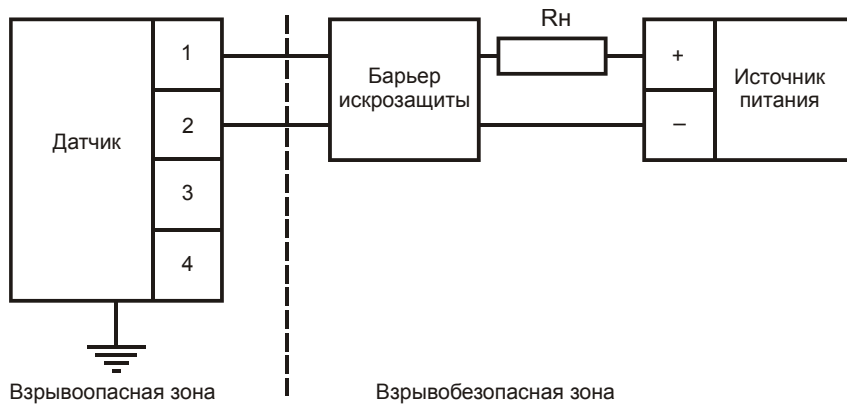 Rн
1
Барьер
искрозащиты
+
Источник
питания
Датчик
2
–
3
4
Взрывоопасная зона
Взрывобезопасная зона